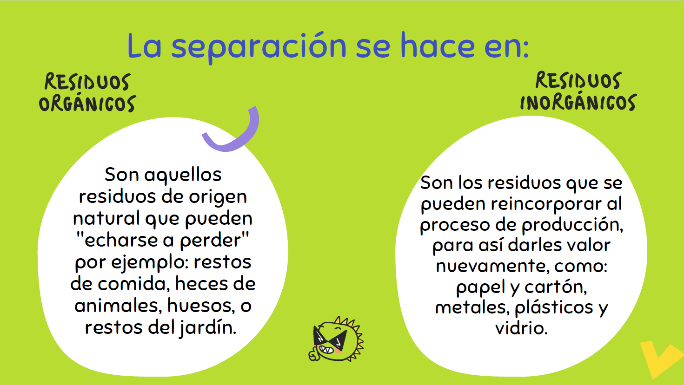 La separación se hace en:
RESIDUOS
ORGÁNICOS
Son aquellos
residuos de origen
natural que pueden
"echarse a perder"
por ejemplo: restos
de comida, heces de
animales, huesos, o
restos del jardín.
RESIDUOS
INORGÁNICOS
Son los residuos que se
pueden reincorporar al
proceso de producción,
para así darles valor
nuevamente, como:
papel y cartón,
metales, plásticos y
vidrio.